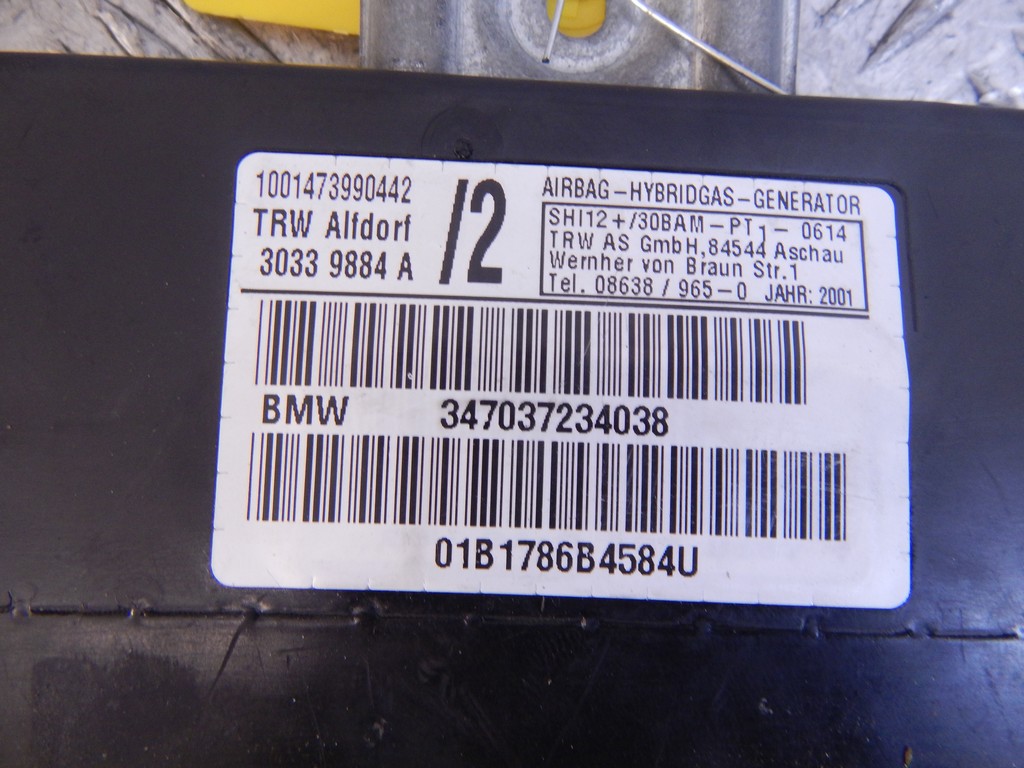 1001473990442
TRW Alfdorf
3033 9884 A
/2
AIRBAG-HYBRIDGAS-GENERATOR
SHI12+/30BAM-PT1-0614
TRW AS GmbH,84544 Aschau
Wernher von Braun Str.1
Tel. 08638 / 965-0 JAHR: 2001
BMW 347037234038
01B1786B4584U